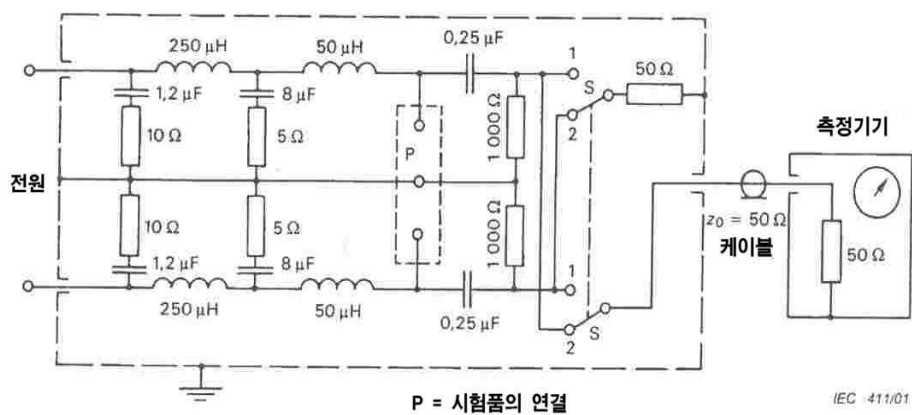 250 μH
50 μH
0,25 μF
1
50 Ω
S
2
1,2 μF
8 μF
10 Ω
5 Ω
P
1 000 Ω
측정기기
전원
10 Ω
5 Ω
1 000 Ω
z0 = 50 Ω
케이블
50 Ω
1,2 μF
8 μF
1
250 μH
50 μH
0,25 μF
2
S
P = 시험품의 연결
IEC 411/01